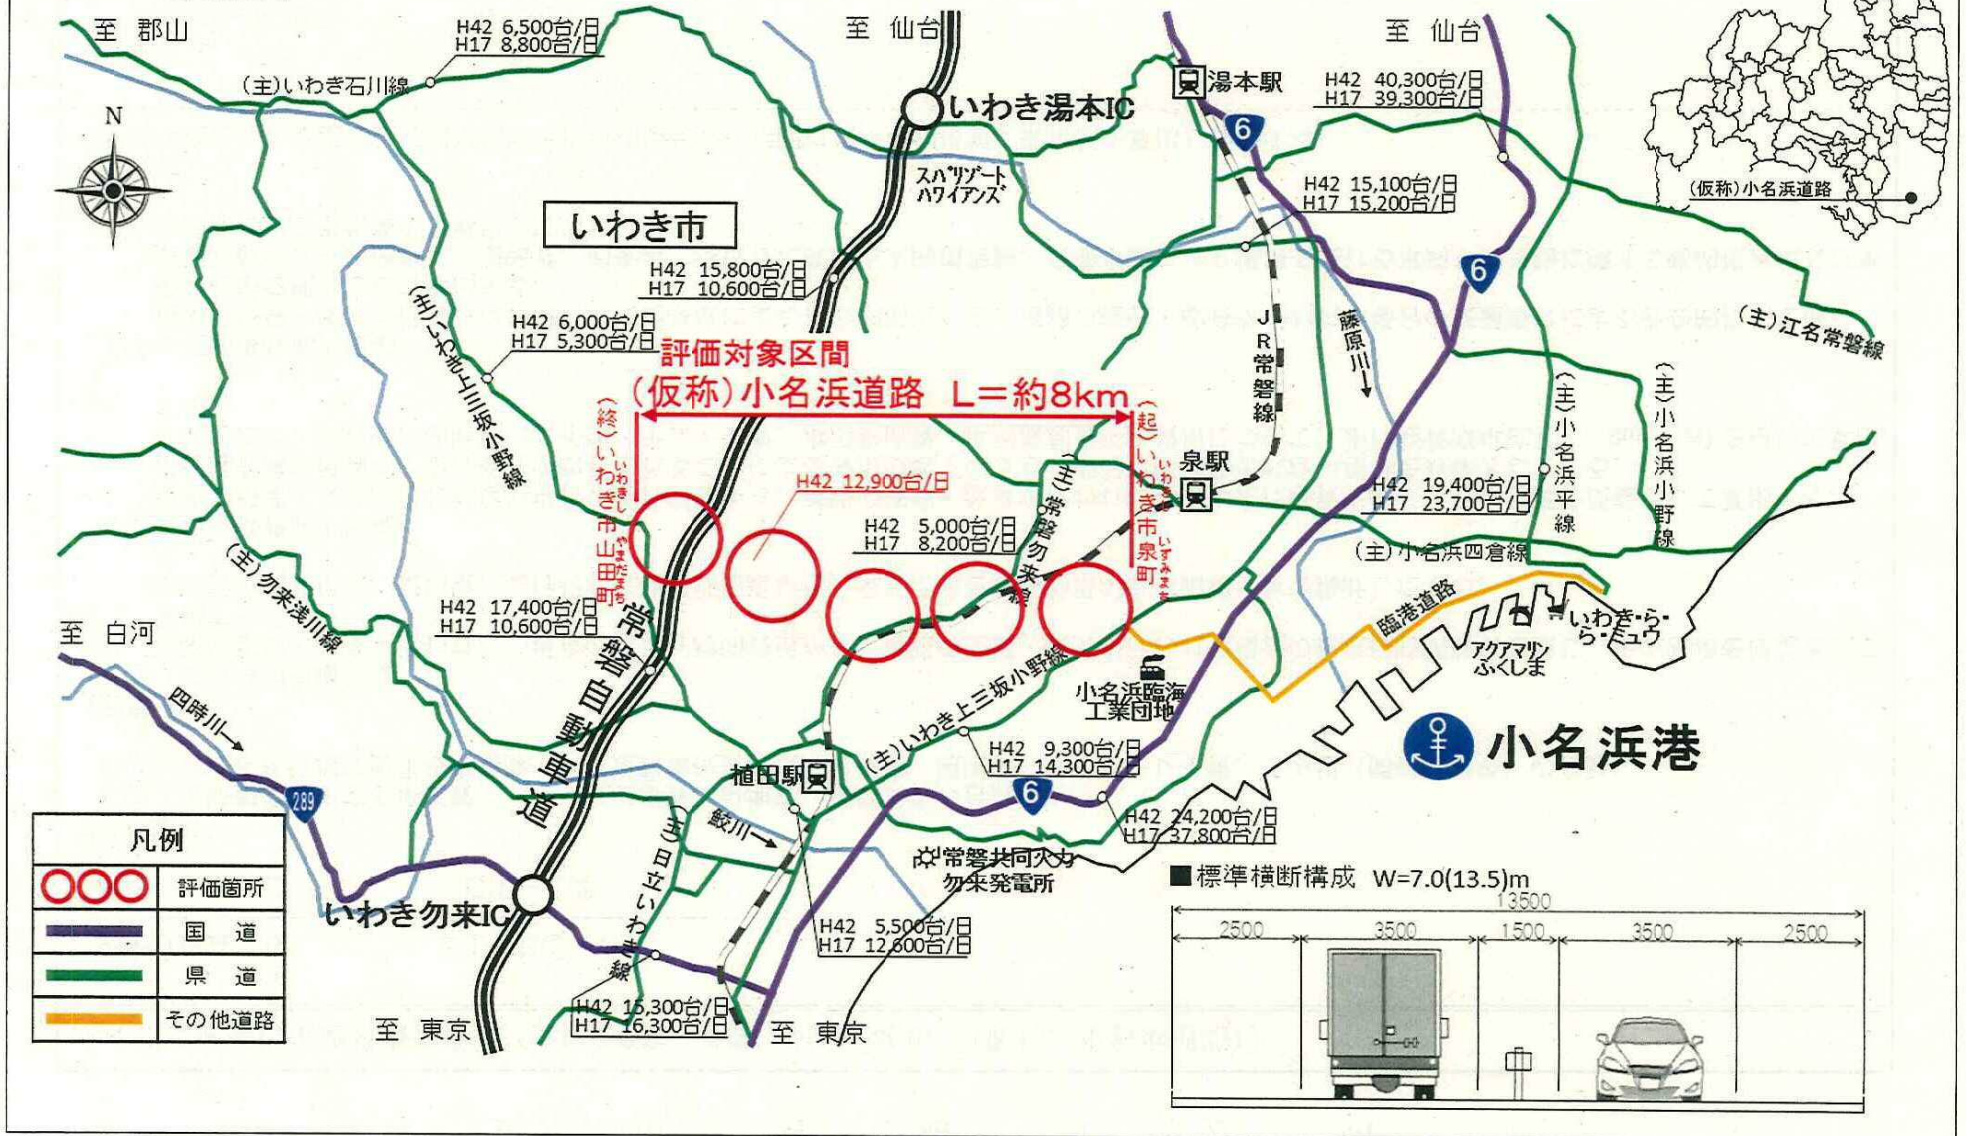 至 郡山
H42 6,500台/日
H17 8,800台/日
至 仙台
至 仙台
(主)いわき石川線
いわき湯本IC
湯本駅
6
H42 40,300台/日
H17 39,300台/日
N
スパリゾート
ハワイアンズ
H42 15,100台/日
H17 15,200台/日
(仮称)小名浜道路
いわき市
H42 15,800台/日
H17 10,600台/日
6
(主)いわき上三坂小野線
H42 6,000台/日
H17 5,300台/日
JR常磐線
藤原川
(主)江名常磐線
評価対象区間
(仮称)小名浜道路 L=約8km
(終)いわき市山田町
いわきし やまだまち
(起)いわき市泉町
いわきし いずみまち
(主)常磐勿来線
泉駅
H42 12,900台/日
H42 5,000台/日
H17 8,200台/日
H42 19,400台/日
H17 23,700台/日
(主)小名浜平線
(主)小名浜小野線
(主)小名浜四倉線
(主)勿来浅川線
H42 17,400台/日
H17 10,600台/日
常磐自動車道
至 白河
四時川
臨港道路
いわき・ら・
ら・ミュウ
アクアマリン
ふくしま
(主)いわき上三坂小野線
小名浜臨海
工業団地
小名浜港
H42 9,300台/日
H17 14,300台/日
植田駅
6
289
H42 24,200台/日
H17 37,800台/日
鮫川
(主)日立いわき線
常磐共同火力
勿来発電所
凡例
評価箇所
国 道
県 道
その他道路
いわき勿来IC
H42 5,500台/日
H17 12,600台/日
H42 15,300台/日
H17 16,300台/日
至 東京
至 東京
■標準横断構成 W=7.0(13.5)m
13500
2500 3500 1500 3500 2500